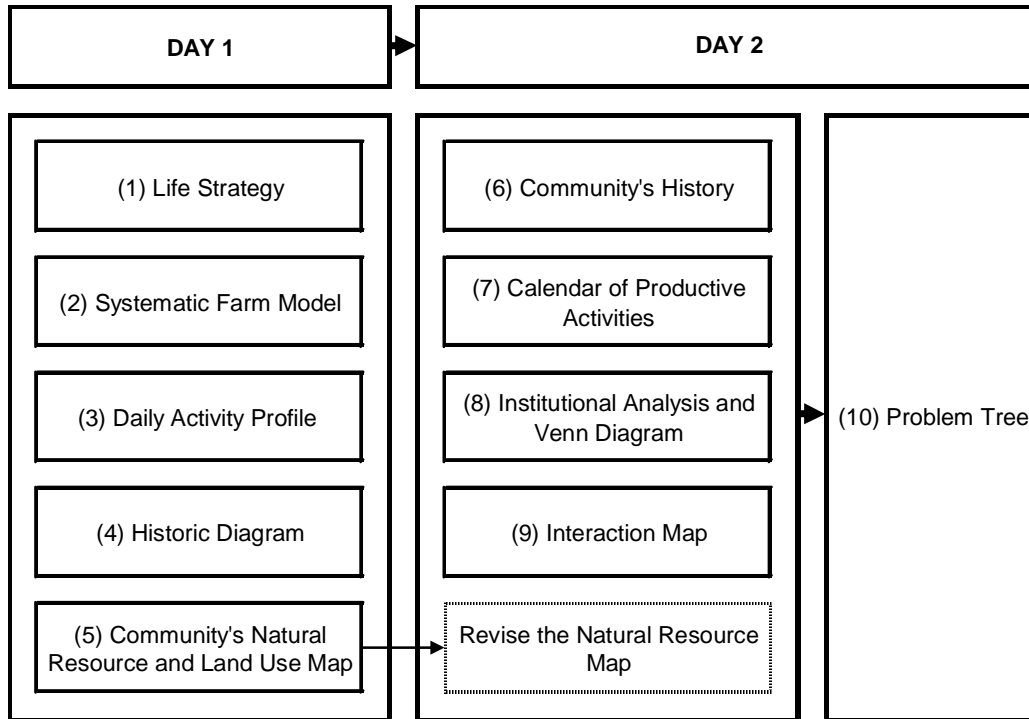 DAY 1
DAY 2
(1) Life Strategy
(2) Systematic Farm Model
(3) Daily Activity Profile
(4) Historic Diagram
(5) Community's Natural
Resource and Land Use Map
(6) Community's History
(7) Calendar of Productive
Activities
(8) Institutional Analysis and
Venn Diagram
(9) Interaction Map
Revise the Natural Resource
Map
(10) Problem Tree